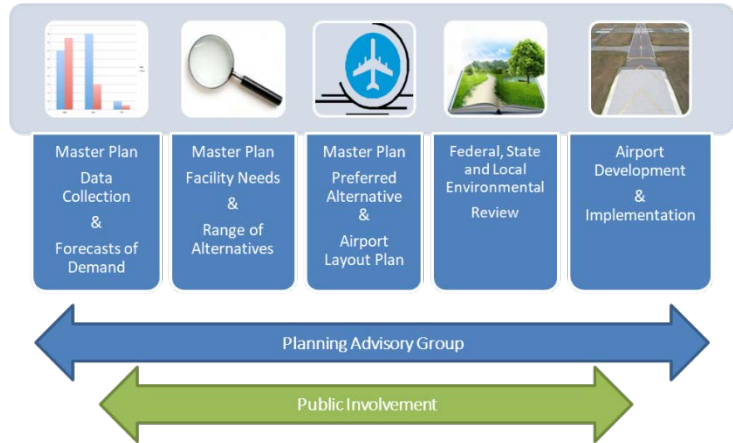 Master Plan
Data
Collection
&
Forecasts of
Demand
Master Plan
Facility Needs
&
Range of
Alternatives
Master Plan
Preferred
Alternative
&
Airport
Layout Plan
Federal, State
and Local
Environmental
Review
Airport
Development
&
Implementation
Planning Advisory Group
Public Involvement